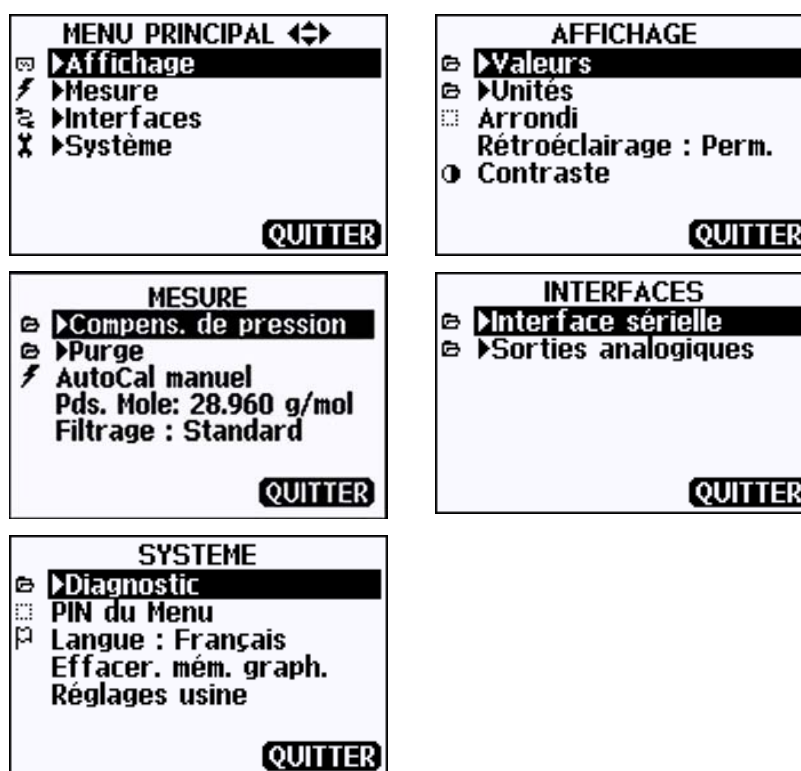 MENU PRINCIPAL
Affichage
Mesure
Interfaces
Système
QUITTER
AFFICHAGE
Valeurs
Unités
Arrondi
Rétroéclairage : Perm.
Contraste
QUITTER
MESURE
Compens. de pression
Purge
AutoCal manuel
Pds. Mole: 28.960 g/mol
Filtrage : Standard
QUITTER
INTERFACES
Interface sérielle
Sorties analogiques
QUITTER
SYSTEME
Diagnostic
PIN du Menu
Langue : Français
Effacer. mém. graph.
Réglages usine
QUITTER